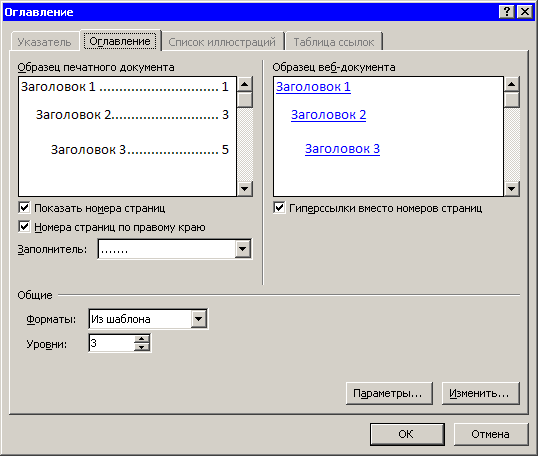 Оглавление
Указатель Оглавление Список иллюстраций Таблица ссылок
Образец печатного документа
Заголовок 1 ........................ 1
Заголовок 2..................... 3
Заголовок 3................. 5
Показать номера страниц
Номера страниц по правому краю
Заполнитель: .......
Образец веб-документа
Заголовок 1
Заголовок 2
Заголовок 3
Гиперссылки вместо номеров страниц
Общие
Форматы: Из шаблона
Уровни: 3
Параметры... Изменить...
ОК Отмена